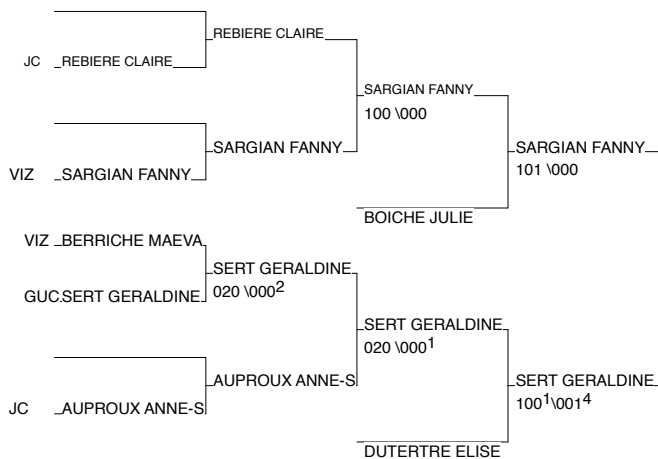 REBIERE CLAIRE
JC REBIERE CLAIRE
SARGIAN FANNY
100 \000
SARGIAN FANNY
SARGIAN FANNY
101 \000
VIZ SARGIAN FANNY
BOICHE JULIE
VIZ BERRICHE MAEVA
SERT GERALDINE
020 \000²
GUC SERT GERALDINE
SERT GERALDINE
020 \000¹
AUPROUX ANNE-S
SERT GERALDINE
100¹\001⁴
JC AUPROUX ANNE-S
DUTERTRE ELISE